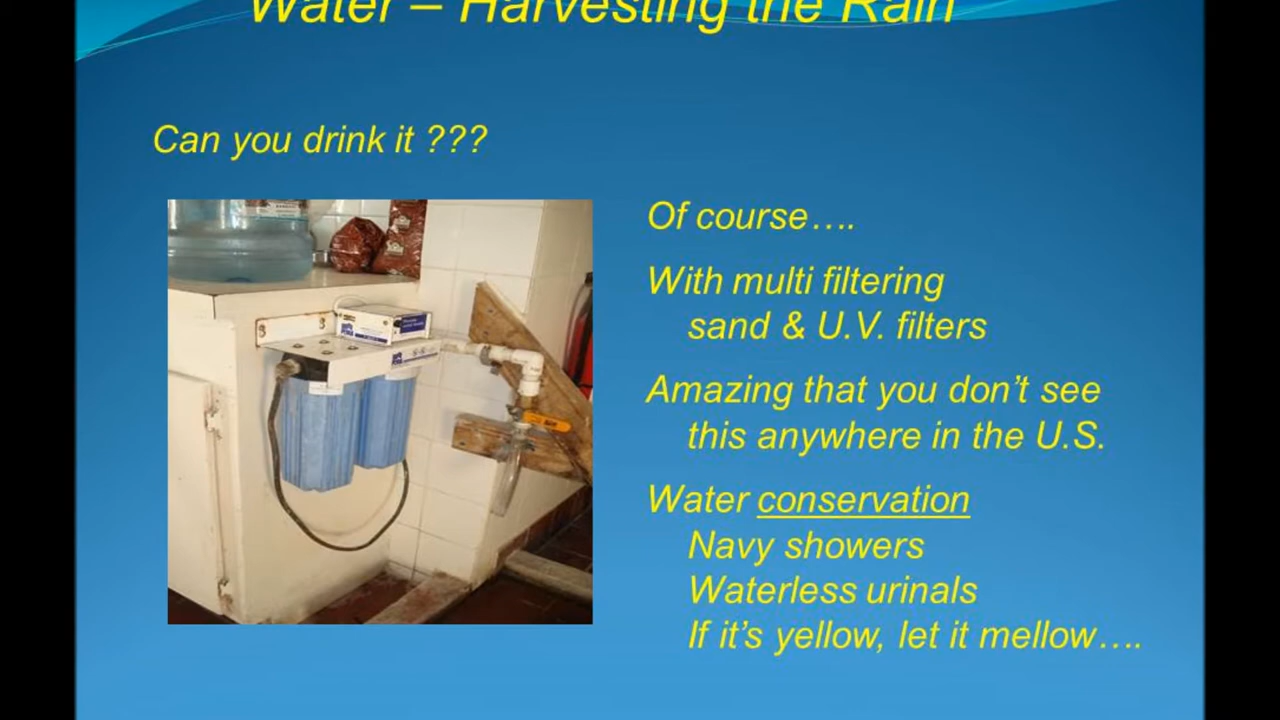 Water – Harvesting the Rain
Can you drink it ???
Of course….
With multi filtering
sand & U.V. filters
Amazing that you don't see
this anywhere in the U.S.
Water conservation
Navy showers
Waterless urinals
If it's yellow, let it mellow….